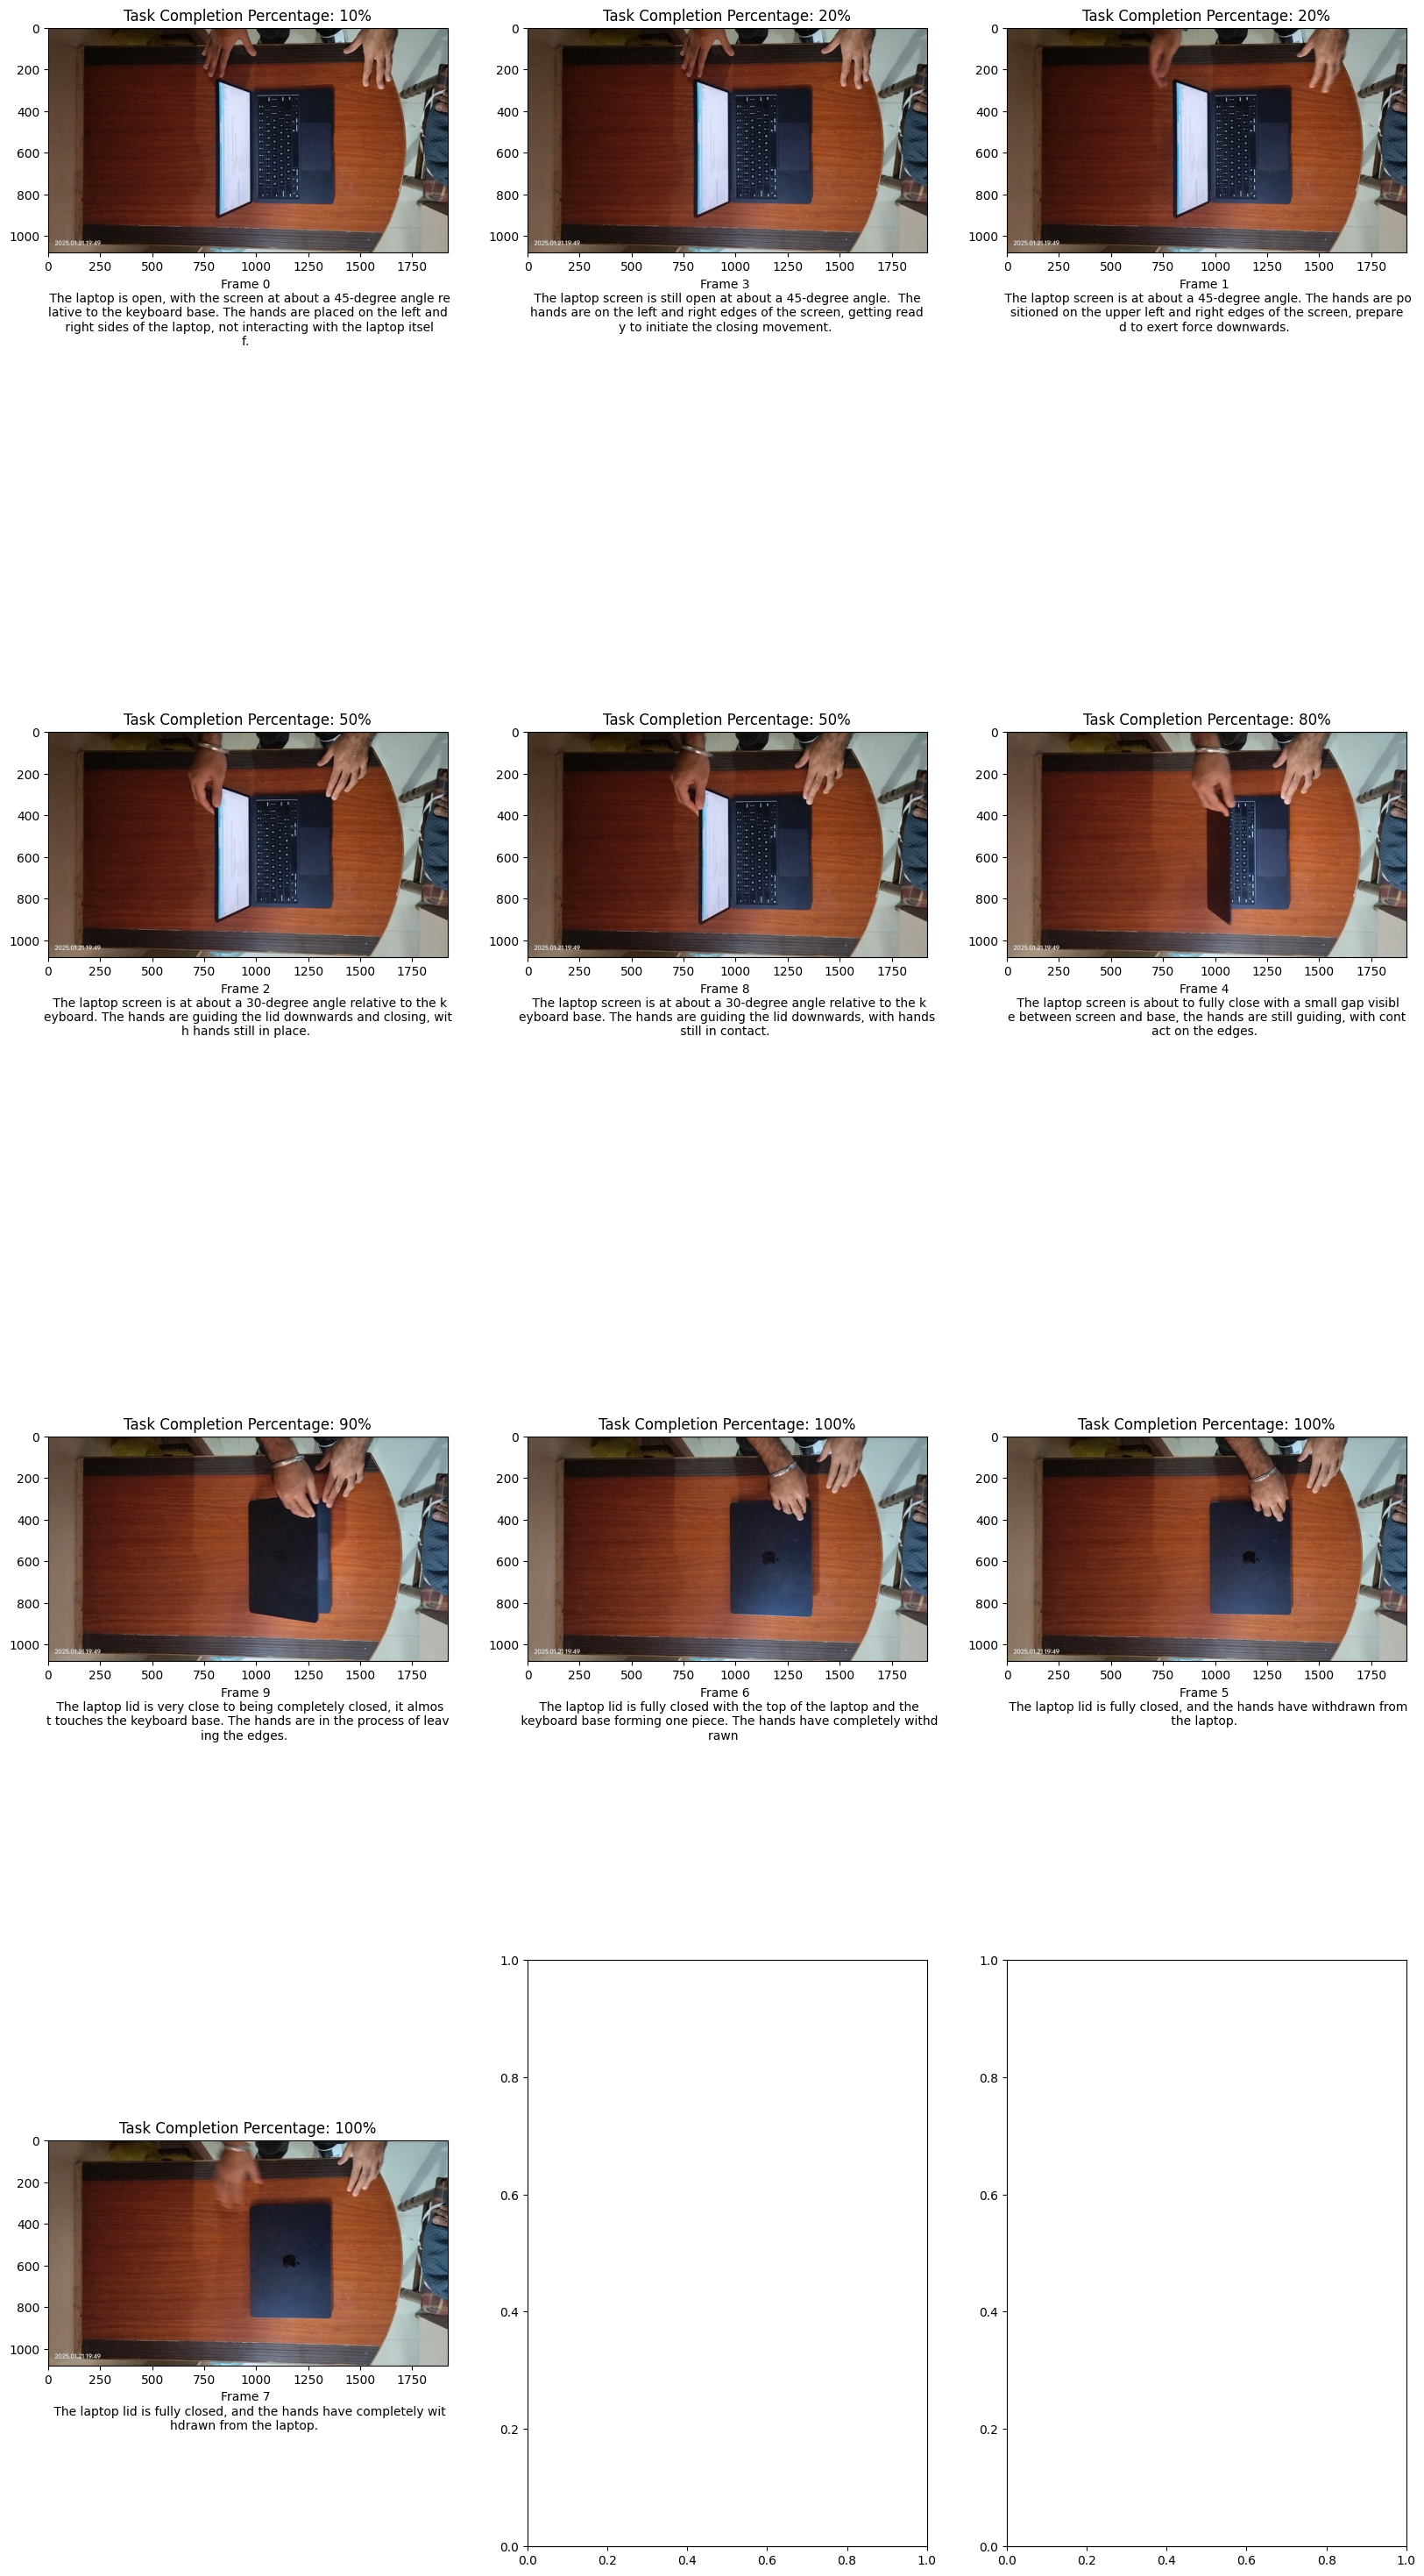 Task Completion Percentage: 10%
Task Completion Percentage: 20%
Task Completion Percentage: 20%
0
200
400
600
800
1000
2025.01.21 19:49
0 250 500 750 1000 1250 1500 1750
Frame 0
The laptop is open, with the screen at about a 45-degree angle re
lative to the keyboard base. The hands are placed on the left and
right sides of the laptop, not interacting with the laptop itsel
f.
0
200
400
600
800
1000
2025.01.21 19:49
0 250 500 750 1000 1250 1500 1750
Frame 3
The laptop screen is still open at about a 45-degree angle.  The
hands are on the left and right edges of the screen, getting read
y to initiate the closing movement.
0
200
400
600
800
1000
2025.01.21 19:49
0 250 500 750 1000 1250 1500 1750
Frame 1
The laptop screen is at about a 45-degree angle. The hands are po
sitioned on the upper left and right edges of the screen, prepare
d to exert force downwards.
Task Completion Percentage: 50%
Task Completion Percentage: 50%
Task Completion Percentage: 80%
0
200
400
600
800
1000
2025.01.21 19:49
0 250 500 750 1000 1250 1500 1750
Frame 2
The laptop screen is at about a 30-degree angle relative to the k
eyboard. The hands are guiding the lid downwards and closing, wit
h hands still in place.
0
200
400
600
800
1000
2025.01.21 19:49
0 250 500 750 1000 1250 1500 1750
Frame 8
The laptop screen is at about a 30-degree angle relative to the k
eyboard base. The hands are guiding the lid downwards, with hands
still in contact.
0
200
400
600
800
1000
2025.01.21 19:49
0 250 500 750 1000 1250 1500 1750
Frame 4
The laptop screen is about to fully close with a small gap visibl
e between screen and base, the hands are still guiding, with cont
act on the edges.
Task Completion Percentage: 90%
Task Completion Percentage: 100%
Task Completion Percentage: 100%
0
200
400
600
800
1000
2025.01.21 19:49
0 250 500 750 1000 1250 1500 1750
Frame 9
The laptop lid is very close to being completely closed, it almos
t touches the keyboard base. The hands are in the process of leav
ing the edges.
0
200
400
600
800
1000
2025.01.21 19:49
0 250 500 750 1000 1250 1500 1750
Frame 6
The laptop lid is fully closed with the top of the laptop and the
keyboard base forming one piece. The hands have completely withd
rawn
0
200
400
600
800
1000
2025.01.21 19:49
0 250 500 750 1000 1250 1500 1750
Frame 5
The laptop lid is fully closed, and the hands have withdrawn from
the laptop.
Task Completion Percentage: 100%
0
200
400
600
800
1000
2025.01.21 19:49
0 250 500 750 1000 1250 1500 1750
Frame 7
The laptop lid is fully closed, and the hands have completely wit
hdrawn from the laptop.
1.0
0.8
0.6
0.4
0.2
0.0
0.0 0.2 0.4 0.6 0.8 1.0
1.0
0.8
0.6
0.4
0.2
0.0
0.0 0.2 0.4 0.6 0.8 1.0